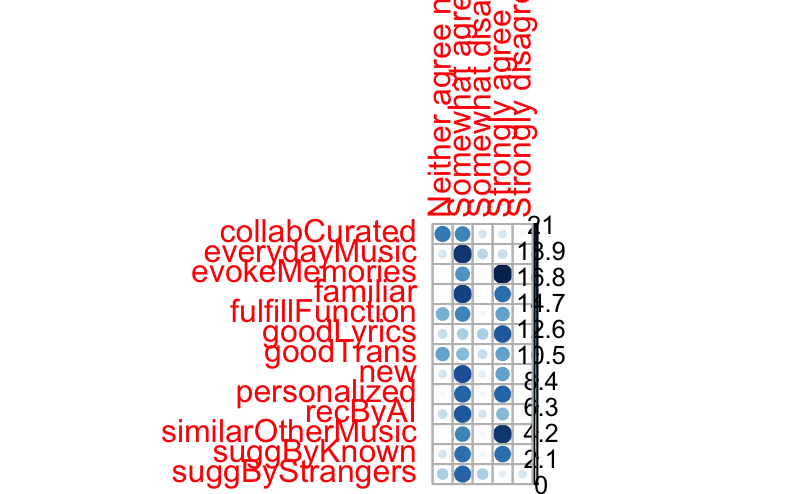 Neither agree n
Somewhat agre
Somewhat disa
Strongly agree
Strongly disagre
collabCurated
everydayMusic
evokeMemories
familiar
fulfillFunction
goodLyrics
goodTrans
new
personalized
recByAI
similarOtherMusic
suggByKnown
suggByStrangers
21
18.9
16.8
14.7
12.6
10.5
8.4
6.3
4.2
2.1
0